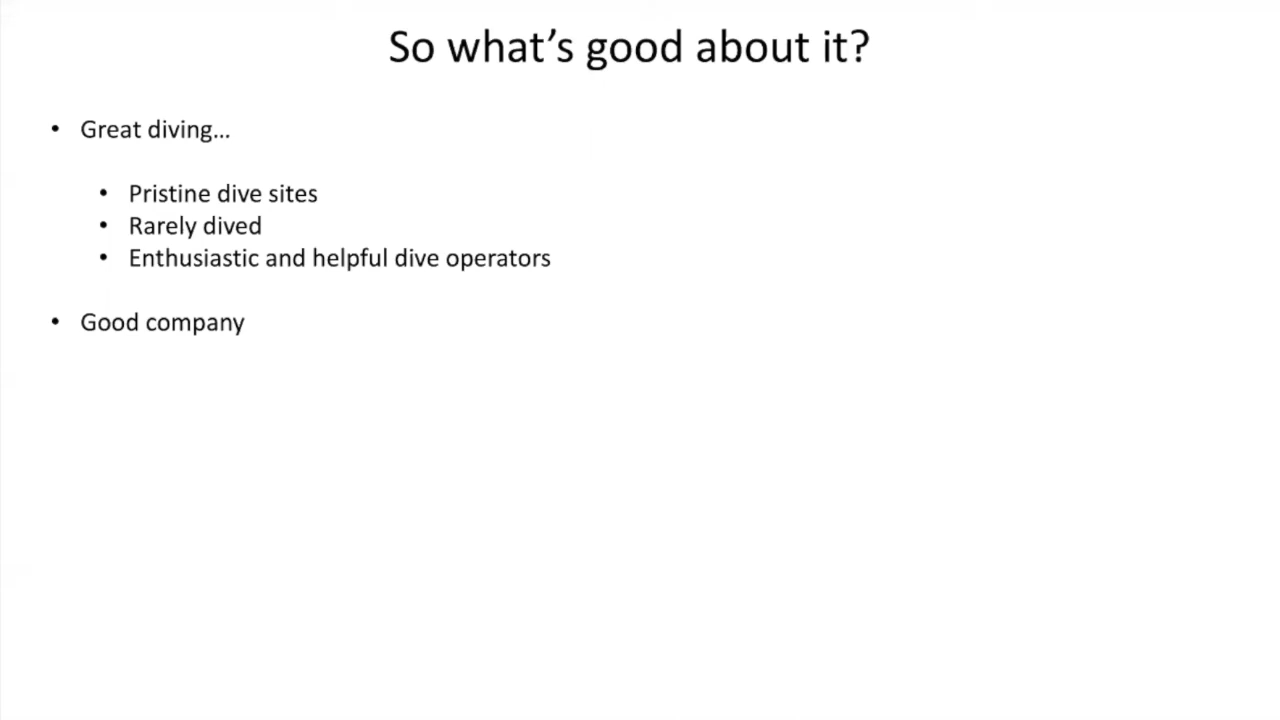 So what’s good about it?
• Great diving…
• Pristine dive sites
• Rarely dived
• Enthusiastic and helpful dive operators
• Good company